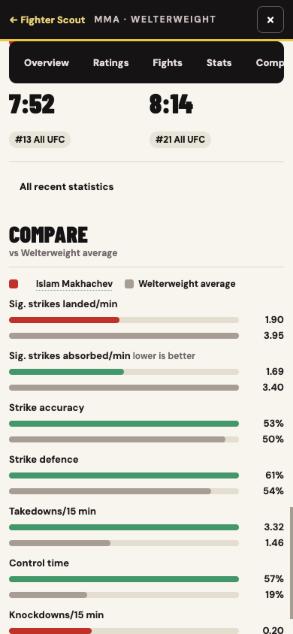 ← Fighter Scout MMA • WELTERWEIGHT ×
Overview Ratings Fights Stats Comp
7:52 8:14
#13 All UFC #21 All UFC
All recent statistics
COMPARE
vs Welterweight average
Islam Makhachev Welterweight average
Sig. strikes landed/min
1.90
3.95
Sig. strikes absorbed/min lower is better
1.69
3.40
Strike accuracy
53%
50%
Strike defence
61%
54%
Takedowns/15 min
3.32
1.46
Control time
57%
19%
Knockdowns/15 min
0.20